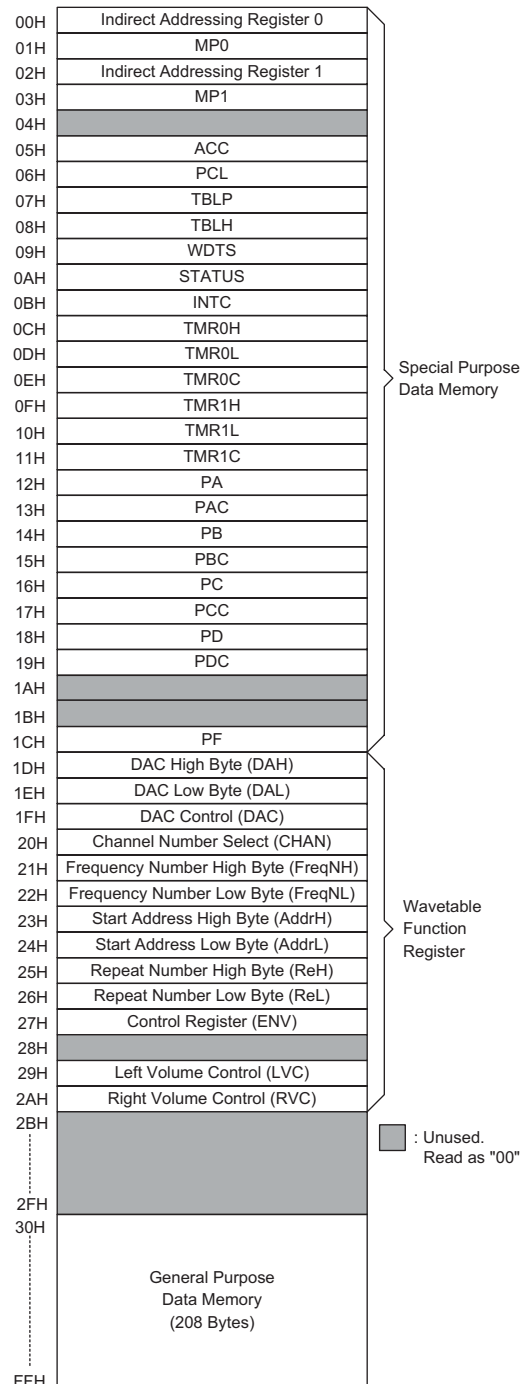 00H Indirect Addressing Register 0
01H MP0
02H Indirect Addressing Register 1
03H MP1
04H
05H ACC
06H PCL
07H TBLP
08H TBLH
09H WDTS
0AH STATUS
0BH INTC
0CH TMR0H
0DH TMR0L
0EH TMR0C
0FH TMR1H
10H TMR1L
11H TMR1C
12H PA
13H PAC
14H PB
15H PBC
16H PC
17H PCC
18H PD
19H PDC
1AH
1BH
1CH PF
Special Purpose
Data Memory
1DH DAC High Byte (DAH)
1EH DAC Low Byte (DAL)
1FH DAC Control (DAC)
20H Channel Number Select (CHAN)
21H Frequency Number High Byte (FreqNH)
22H Frequency Number Low Byte (FreqNL)
23H Start Address High Byte (AddrH)
24H Start Address Low Byte (AddrL)
25H Repeat Number High Byte (ReH)
26H Repeat Number Low Byte (ReL)
27H Control Register (ENV)
28H
29H Left Volume Control (LVC)
2AH Right Volume Control (RVC)
Wavetable
Function
Register
2BH
2FH
: Unused.
Read as "00"
30H
General Purpose
Data Memory
(208 Bytes)
FFH